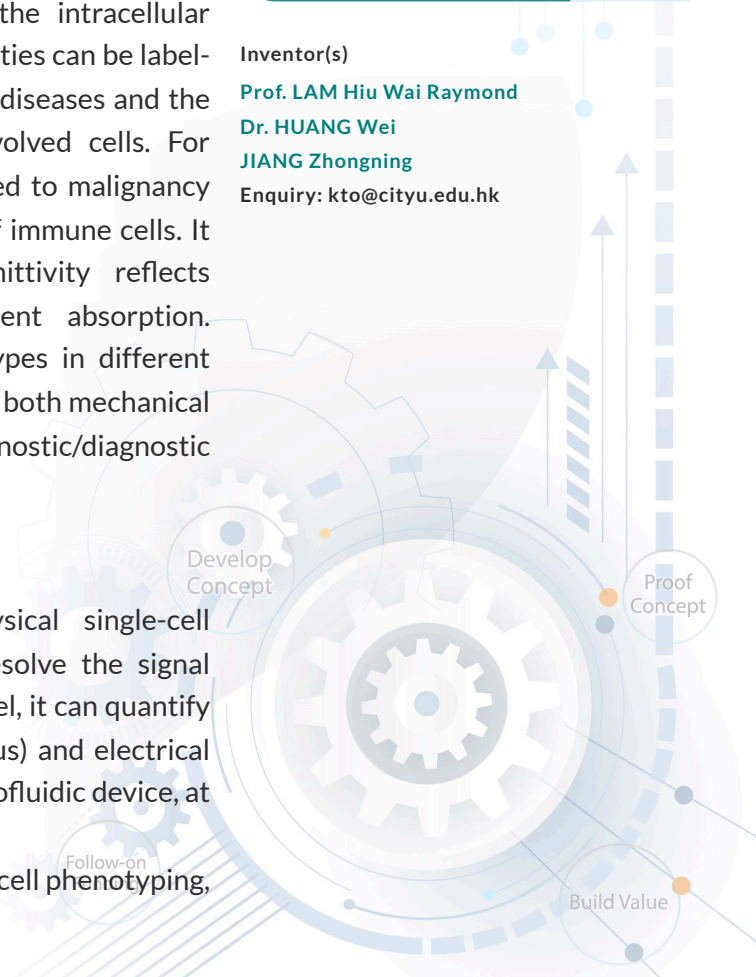 the intracellular
ties can be label-
diseases and the
volved cells. For
ed to malignancy
f immune cells. It
ittivity reflects
ent absorption.
ypes in different
both mechanical
nostic/diagnostic
ysical single-cell
esolve the signal
el, it can quantify
us) and electrical
ofluidic device, at
cell phenotyping,
Inventor(s)
Prof. LAM Hiu Wai Raymond
Dr. HUANG Wei
JIANG Zhongning
Enquiry: kto@cityu.edu.hk
Develop
Concept
Proof
Concept
Follow-on
Build Value